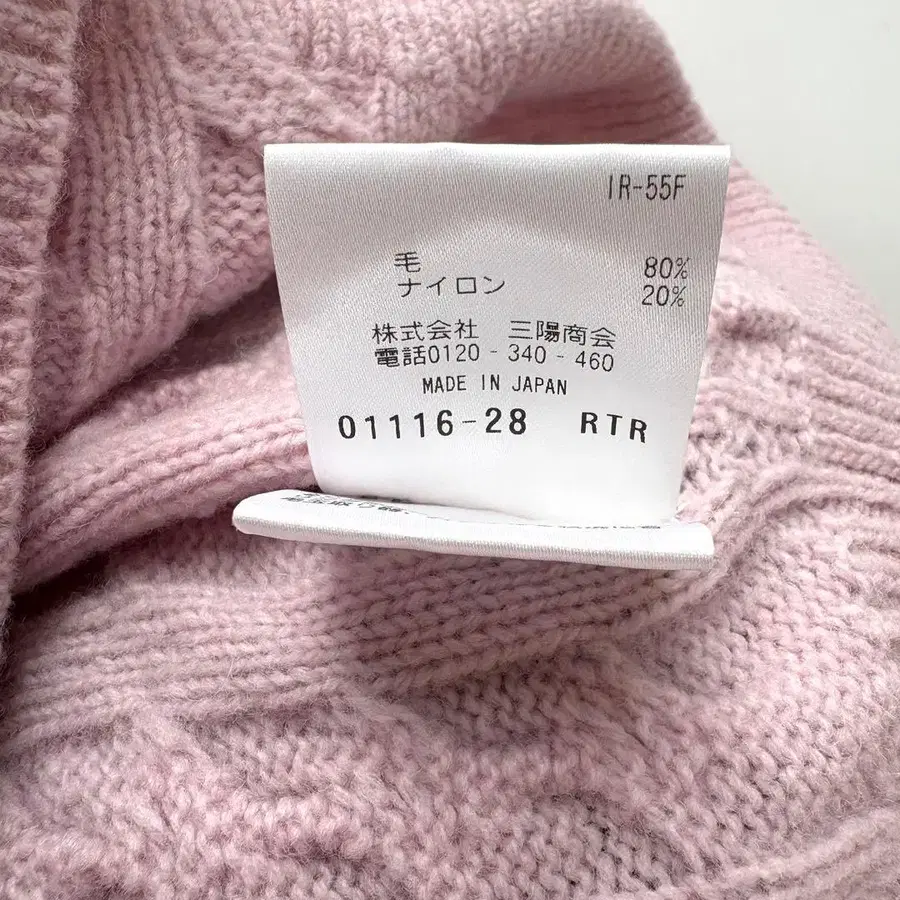 IR-55F
毛 80%
ナイロン 20%
株式会社 三陽商会
電話0120-340-460
MADE IN JAPAN
01116-28 RTR